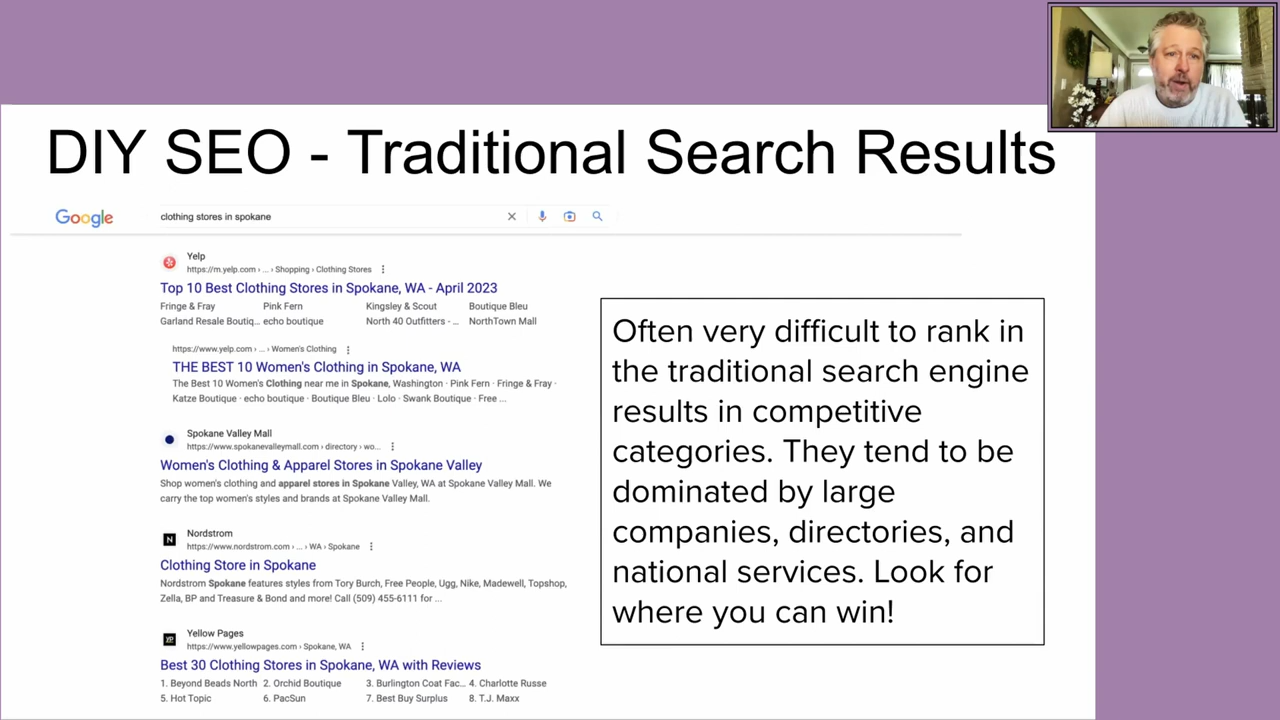 DIY SEO - Traditional Search Results
Google
clothing stores in spokane
Yelp
https://m.yelp.com › ... › Shopping › Clothing Stores
Top 10 Best Clothing Stores in Spokane, WA - April 2023
Fringe & Fray Pink Fern Kingsley & Scout Boutique Bleu
Garland Resale Boutiq... echo boutique North 40 Outfitters - ... NorthTown Mall
https://www.yelp.com › ... › Women's Clothing
THE BEST 10 Women's Clothing in Spokane, WA
The Best 10 Women's Clothing near me in Spokane, Washington · Pink Fern · Fringe & Fray ·
Katze Boutique · echo boutique · Boutique Bleu · Lolo · Swank Boutique · Free ...
Spokane Valley Mall
https://www.spokanevalleymall.com › directory › wo...
Women's Clothing & Apparel Stores in Spokane Valley
Shop women's clothing and apparel stores in Spokane Valley, WA at Spokane Valley Mall. We
carry the top women's styles and brands at Spokane Valley Mall.
N
Nordstrom
https://www.nordstrom.com › ... › WA › Spokane
Clothing Store in Spokane
Nordstrom Spokane features styles from Tory Burch, Free People, Ugg, Nike, Madewell, Topshop,
Zella, BP and Treasure & Bond and more! Call (509) 455-6111 for ...
YP
Yellow Pages
https://www.yellowpages.com › Spokane, WA
Best 30 Clothing Stores in Spokane, WA with Reviews
1. Beyond Beads North 2. Orchid Boutique 3. Burlington Coat Fac... 4. Charlotte Russe
5. Hot Topic 6. PacSun 7. Best Buy Surplus 8. T.J. Maxx
Often very difficult to rank in
the traditional search engine
results in competitive
categories. They tend to be
dominated by large
companies, directories, and
national services. Look for
where you can win!